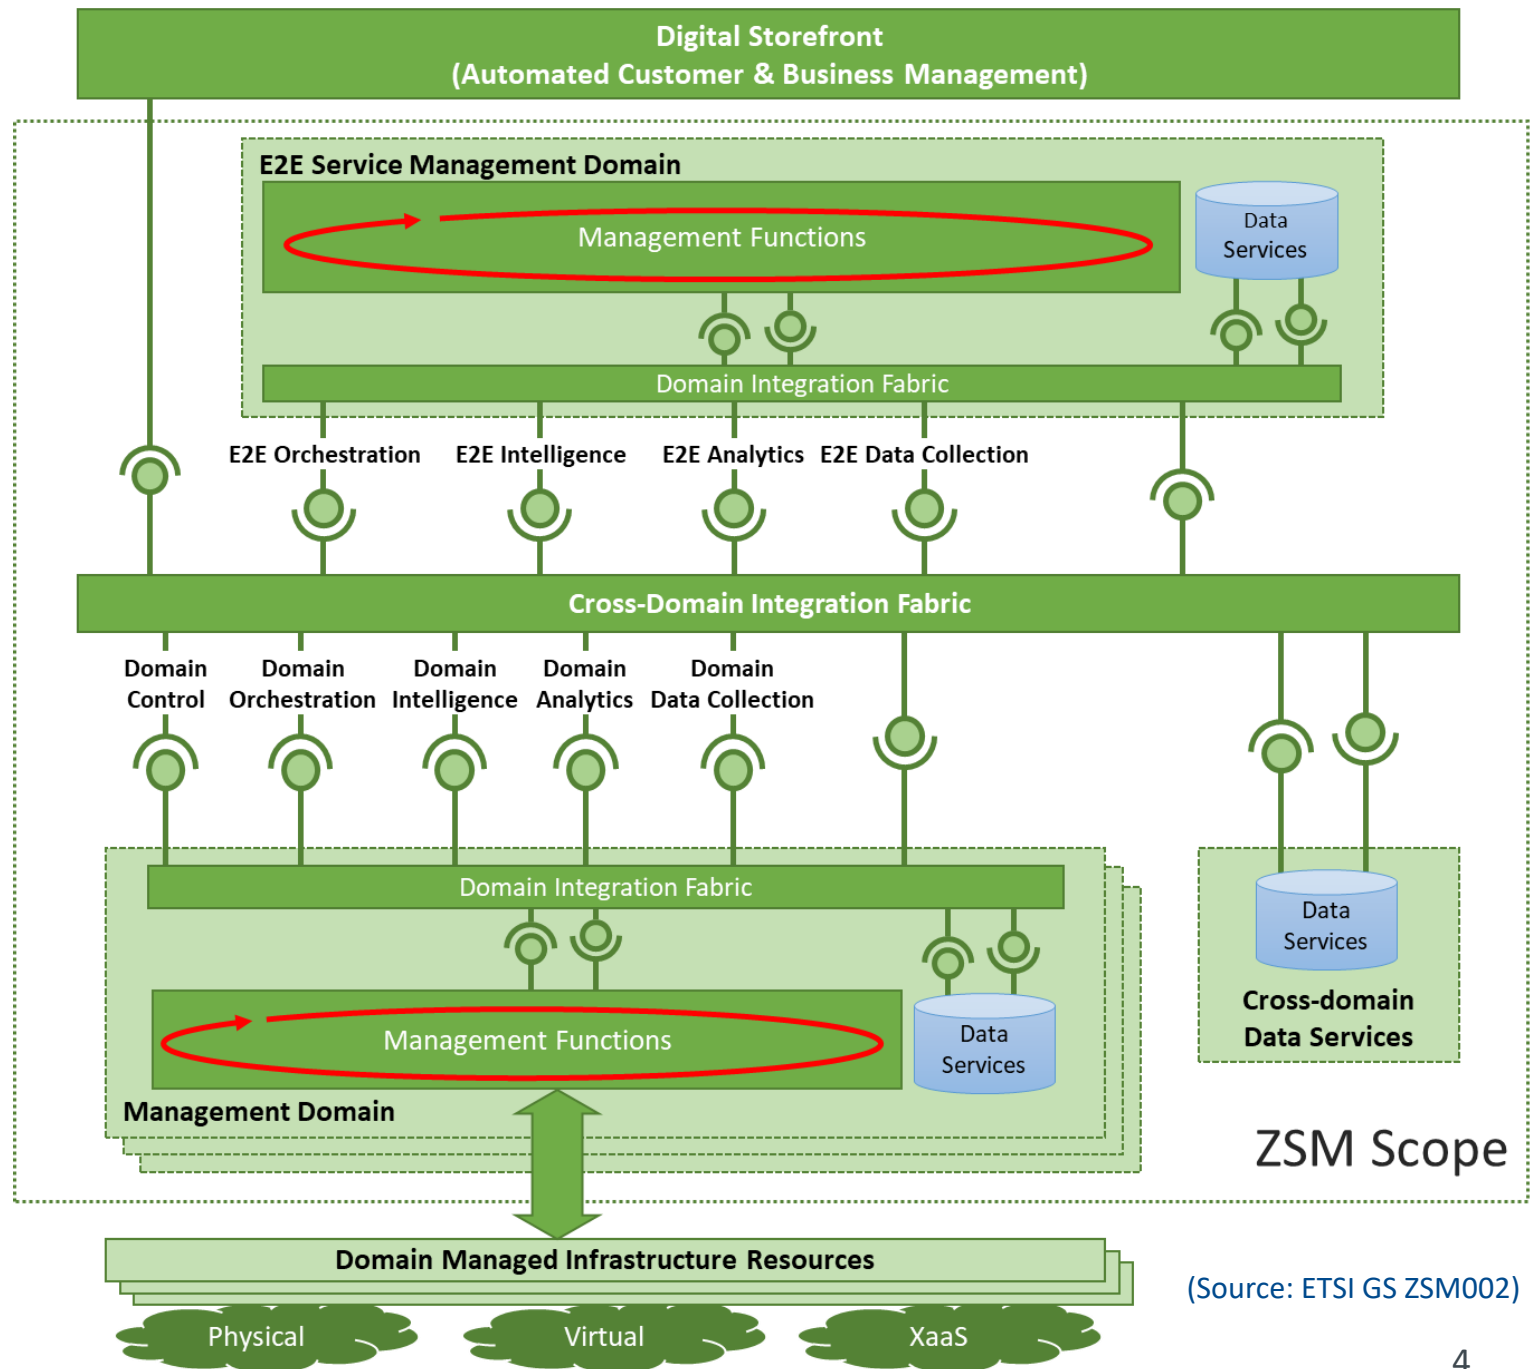 Digital Storefront
(Automated Customer & Business Management)
E2E Service Management Domain
Management Functions
Data
Services
Domain Integration Fabric
E2E Orchestration
E2E Intelligence
E2E Analytics
E2E Data Collection
Cross-Domain Integration Fabric
Domain
Control
Domain
Orchestration
Domain
Intelligence
Domain
Analytics
Domain
Data Collection
Domain Integration Fabric
Management Functions
Data
Services
Management Domain
Data
Services
Cross-domain
Data Services
ZSM Scope
Domain Managed Infrastructure Resources
(Source: ETSI GS ZSM002)
Physical
Virtual
XaaS
4